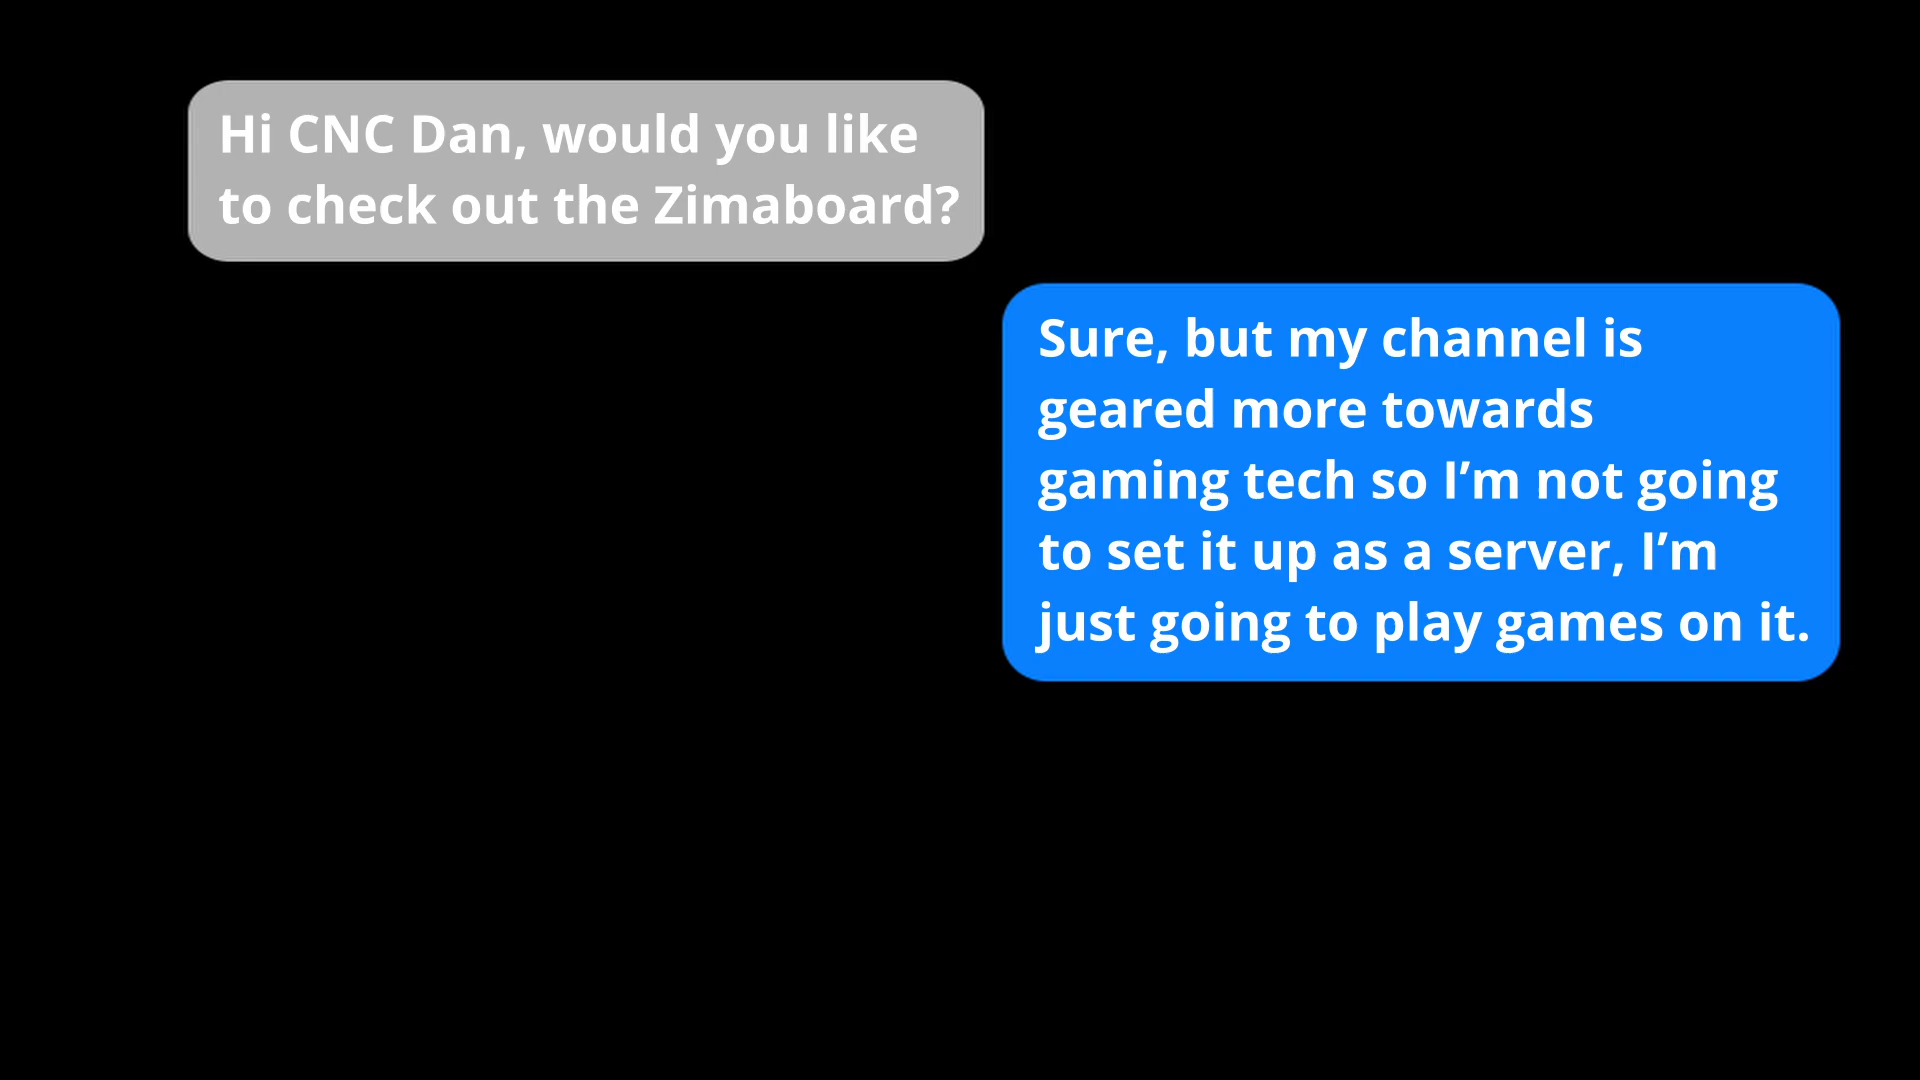 Hi CNC Dan, would you like
to check out the Zimaboard?
Sure, but my channel is
geared more towards
gaming tech so I’m not going
to set it up as a server, I’m
just going to play games on it.